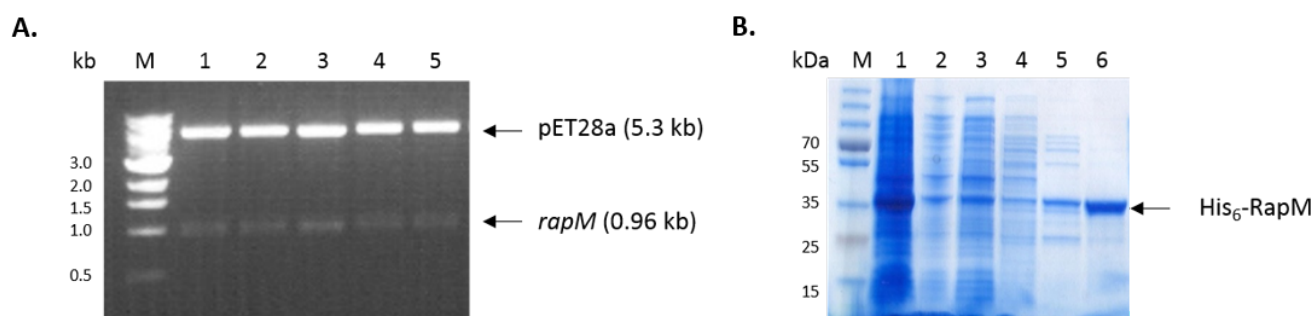 A.
kb M 1 2 3 4 5
pET28a (5.3 kb)
3.0
2.0
1.5
rapM (0.96 kb)
1.0
0.5
B.
kDa M 1 2 3 4 5 6
70
55
35
His₆-RapM
25
15